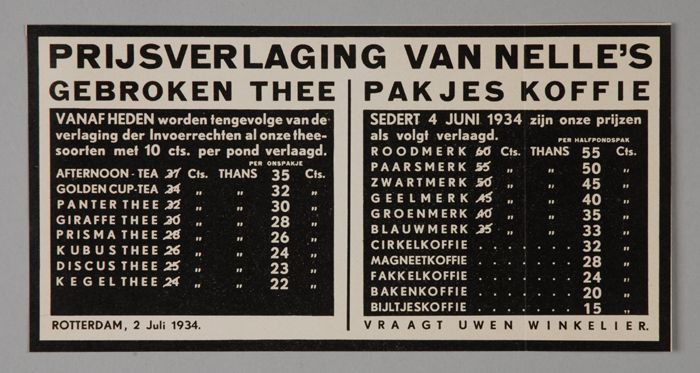 PRIJSVERLAGING VAN NELLE'S
GEBROKEN THEE
VANAF HEDEN worden tengevolge van de
verlaging der Invoerrechten al onze thee-
soorten met 10 cts. per pond verlaagd.
PER ONSPAKJE
AFTERNOON-TEA 37 Cts. THANS 35 Cts.
GOLDEN CUP-TEA 34 „ „ 32 „
PANTER THEE 32 „ „ 30 „
GIRAFFE THEE 30 „ „ 28 „
PRISMA THEE 28 „ „ 26 „
KUBUS THEE 26 „ „ 24 „
DISCUS THEE 25 „ „ 23 „
KEGEL THEE 24 „ „ 22 „
ROTTERDAM, 2 Juli 1934.
PAKJES KOFFIE
SEDERT 4 JUNI 1934 zijn onze prijzen
als volgt verlaagd.
PER HALFPONDSPAK
ROODMERK 60 Cts. THANS 55 Cts.
PAARSMERK 55 „ „ 50 „
ZWARTMERK 50 „ „ 45 „
GEELMERK 45 „ „ 40 „
GROENMERK 40 „ „ 35 „
BLAUWMERK 35 „ „ 33 „
CIRKELKOFFIE . . . . . . . . 32 „
MAGNEETKOFFIE . . . . . . . 28 „
FAKKELKOFFIE . . . . . . . . 24 „
BAKENKOFFIE . . . . . . . . 20 „
BIJLTJESKOFFIE . . . . . . . 15 „
VRAAGT UWEN WINKELIER.